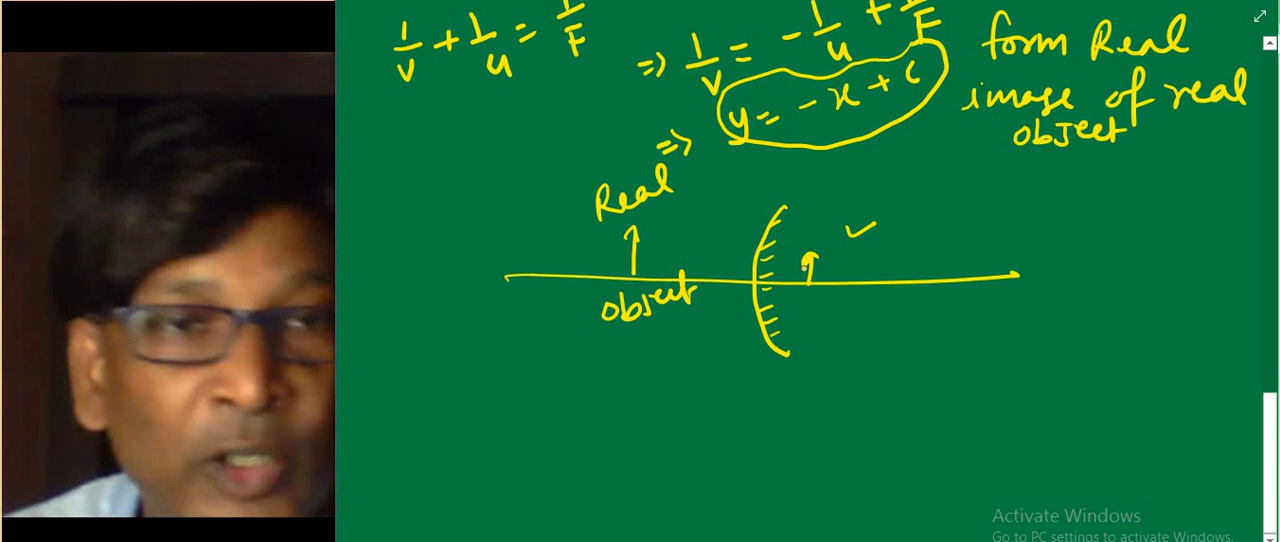 1/v + 1/u = 1/F
=> 1/v = - 1/u + 1/F
=> y = - x + c
form Real
image of real
object
Real
object
Activate Windows
Go to PC settings to activate Windows.